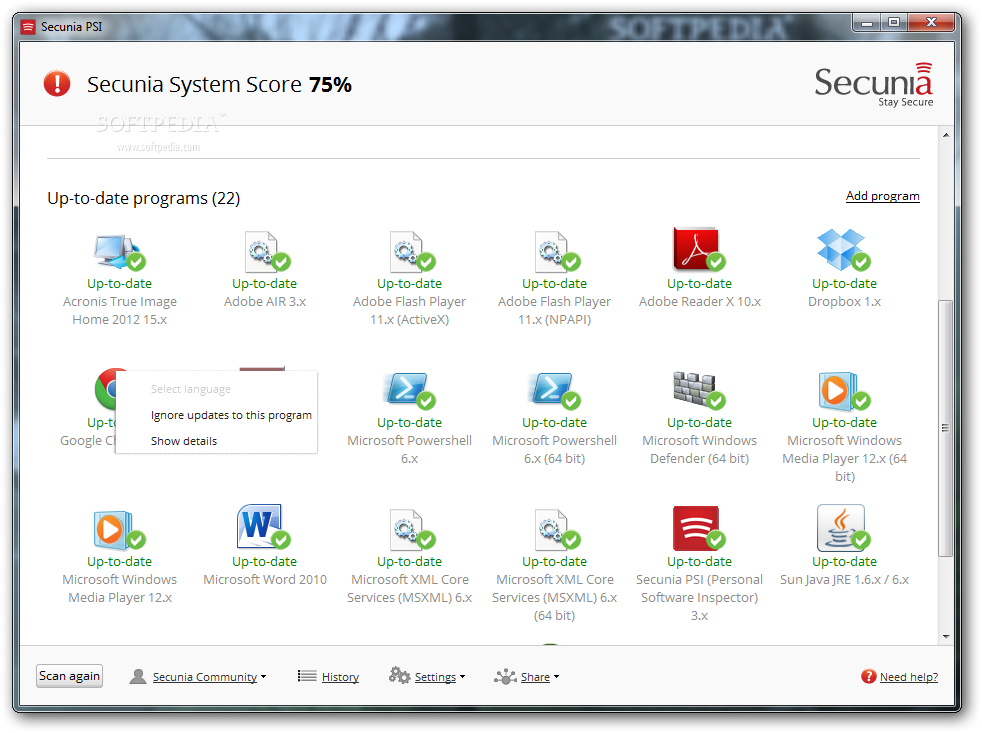 Secunia PSI
SOFTPEDIA
Secunia System Score 75%
Secunia
Stay Secure
SOFTPEDIA
www.softpedia.com
Up-to-date programs (22)
Add program
Up-to-date
Up-to-date
Up-to-date
Up-to-date
Up-to-date
Up-to-date
Acronis True Image
Home 2012 15.x
Adobe AIR 3.x
Adobe Flash Player
11.x (ActiveX)
Adobe Flash Player
11.x (NPAPI)
Adobe Reader X 10.x
Dropbox 1.x
Google
Select language
Ignore updates to this program
Show details
Up-to-date
Up-to-date
Up-to-date
Up-to-date
Microsoft Powershell
6.x
Microsoft Powershell
6.x (64 bit)
Microsoft Windows
Defender (64 bit)
Microsoft Windows
Media Player 12.x (64
bit)
Up-to-date
Up-to-date
Up-to-date
Up-to-date
Up-to-date
Up-to-date
Microsoft Windows
Media Player 12.x
Microsoft Word 2010
Microsoft XML Core
Services (MSXML) 6.x
Microsoft XML Core
Services (MSXML) 6.x
(64 bit)
Secunia PSI (Personal
Software Inspector)
3.x
Sun Java JRE 1.6.x / 6.x
Scan again
Secunia Community
History
Settings
Share
Need help?